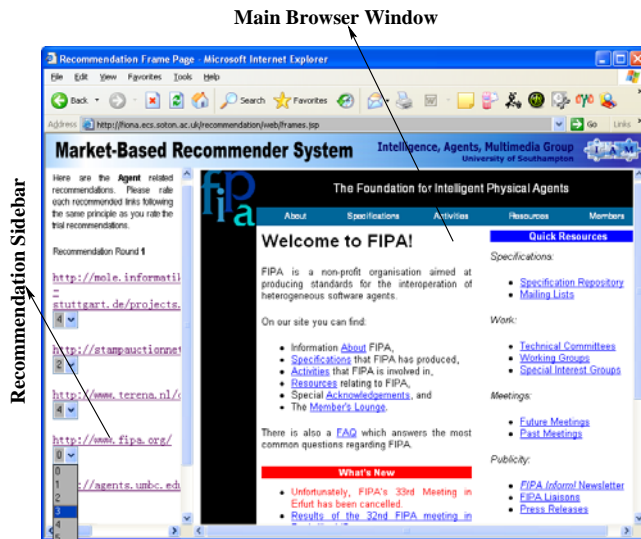 Main Browser Window
Recommendation Frame Page - Microsoft Internet Explorer
File Edit View Favorites Tools Help
Back Search Favorites
Address http://fiona.ecs.soton.ac.uk/recommendation/web/frames.jsp Go Links
Market-Based Recommender System
Intelligence, Agents, Multimedia Group
University of Southampton
Recommendation Sidebar
Here are the Agent related
recommendations. Please rate
each recommended links following
the same principle as you rate the
trial recommendations.
Recommendation Round 1
http://mole.informatik
-
stuttgart.de/projects.
4
http://stampauctionnet
2
http://www.terena.nl/c
4
http://www.fipa.org/
0
0
1
2
3
4
5
://agents.umbc.edu
fipa
The Foundation for Intelligent Physical Agents
About Specifications Activities Resources Members
Welcome to FIPA!
FIPA is a non-profit organisation aimed at
producing standards for the interoperation of
heterogeneous software agents.
On our site you can find:
• Information About FIPA,
• Specifications that FIPA has produced,
• Activities that FIPA is involved in,
• Resources relating to FIPA,
• Special Acknowledgements, and
• The Member's Lounge.
There is also a FAQ which answers the most
common questions regarding FIPA.
What's New
• Unfortunately, FIPA's 33rd Meeting in
Erfurt has been cancelled.
• Results of the 32nd FIPA meeting in
Quick Resources
Specifications:
• Specification Repository
• Mailing Lists
Work:
• Technical Committees
• Working Groups
• Special Interest Groups
Meetings:
• Future Meetings
• Past Meetings
Publicity:
• FIPA Inform! Newsletter
• FIPA Liaisons
• Press Releases